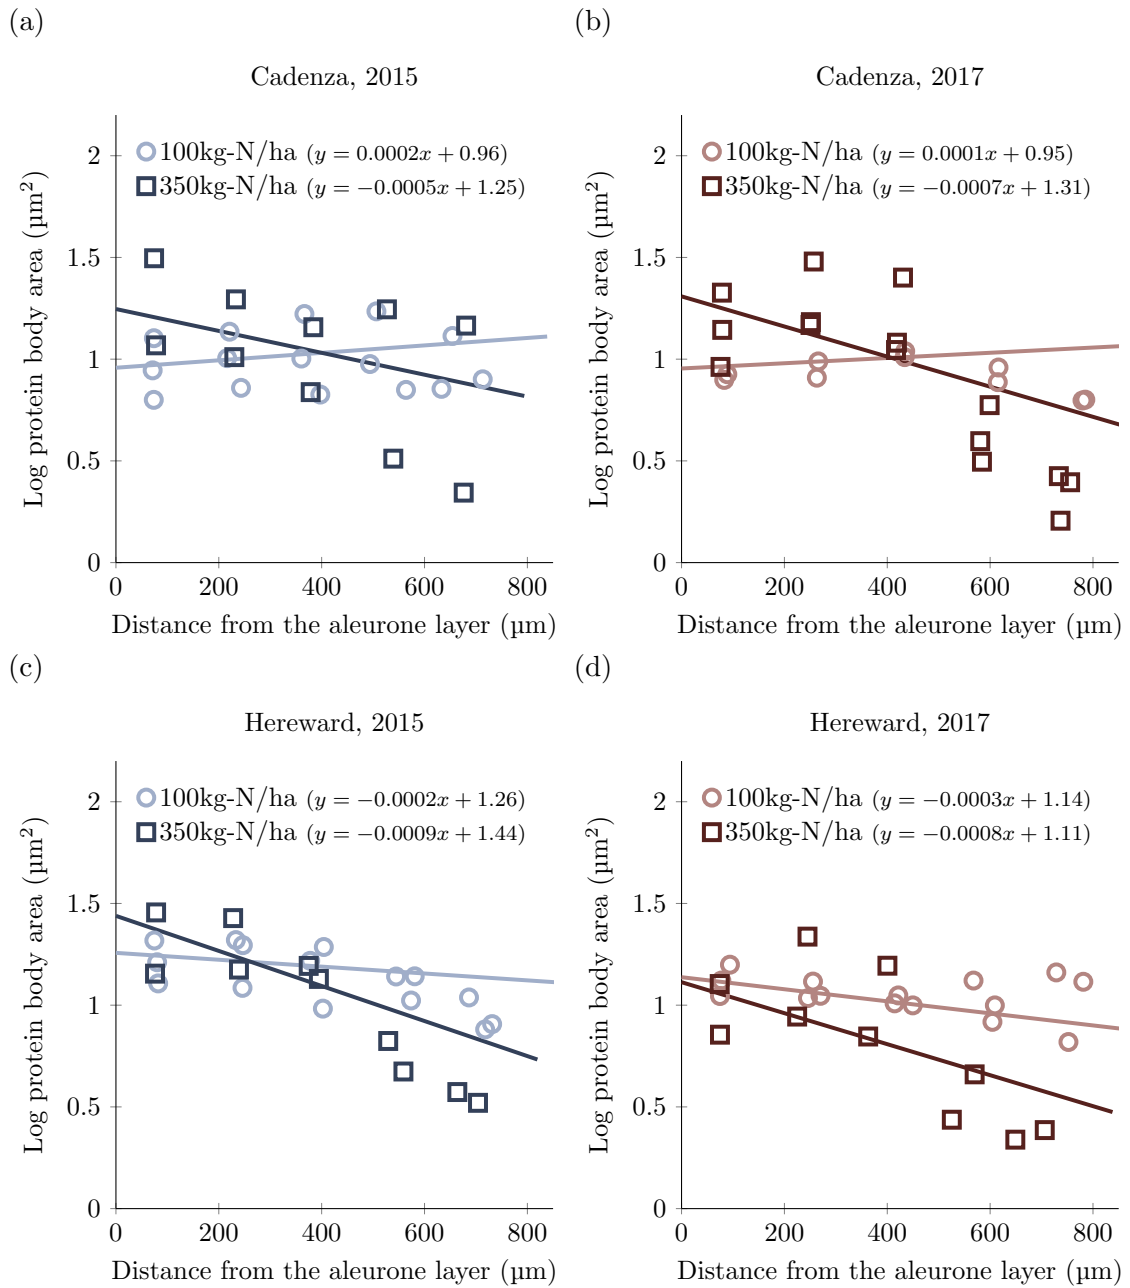 (a)
Cadenza, 2015
100kg-N/ha (y = 0.0002x + 0.96)
350kg-N/ha (y = −0.0005x + 1.25)
Log protein body area (µm²)
2
1.5
1
0.5
0
0 200 400 600 800
Distance from the aleurone layer (µm)
(b)
Cadenza, 2017
100kg-N/ha (y = 0.0001x + 0.95)
350kg-N/ha (y = −0.0007x + 1.31)
Log protein body area (µm²)
2
1.5
1
0.5
0
0 200 400 600 800
Distance from the aleurone layer (µm)
(c)
Hereward, 2015
100kg-N/ha (y = −0.0002x + 1.26)
350kg-N/ha (y = −0.0009x + 1.44)
Log protein body area (µm²)
2
1.5
1
0.5
0
0 200 400 600 800
Distance from the aleurone layer (µm)
(d)
Hereward, 2017
100kg-N/ha (y = −0.0003x + 1.14)
350kg-N/ha (y = −0.0008x + 1.11)
Log protein body area (µm²)
2
1.5
1
0.5
0
0 200 400 600 800
Distance from the aleurone layer (µm)